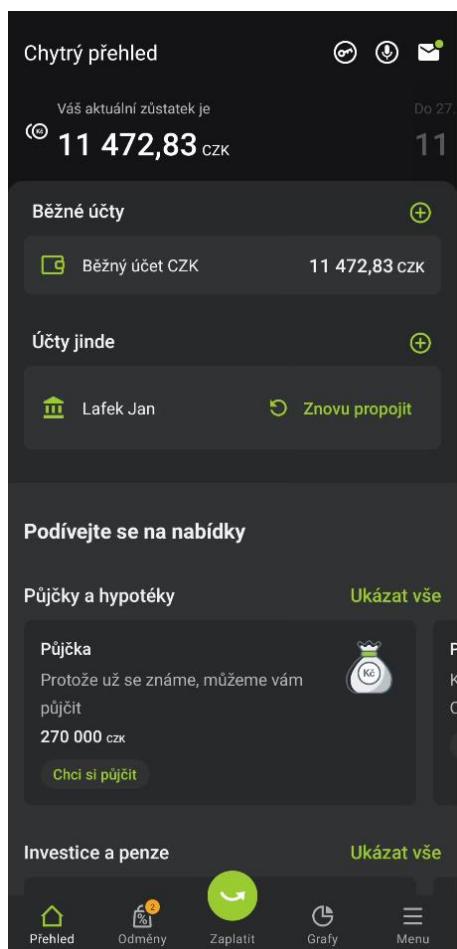 Chytrý přehled
Váš aktuální zůstatek je
11 472,83 CZK
Do 27.
11
Běžné účty
Běžný účet CZK
11 472,83 CZK
Účty jinde
Lafek Jan
Znovu propojit
Podívejte se na nabídky
Půjčky a hypotéky
Ukázat vše
Půjčka
Protože už se známe, můžeme vám
půjčit
270 000 CZK
Chci si půjčit
Kč
Investice a penze
Ukázat vše
2
Přehled
Odměny
Zaplatit
Grafy
Menu